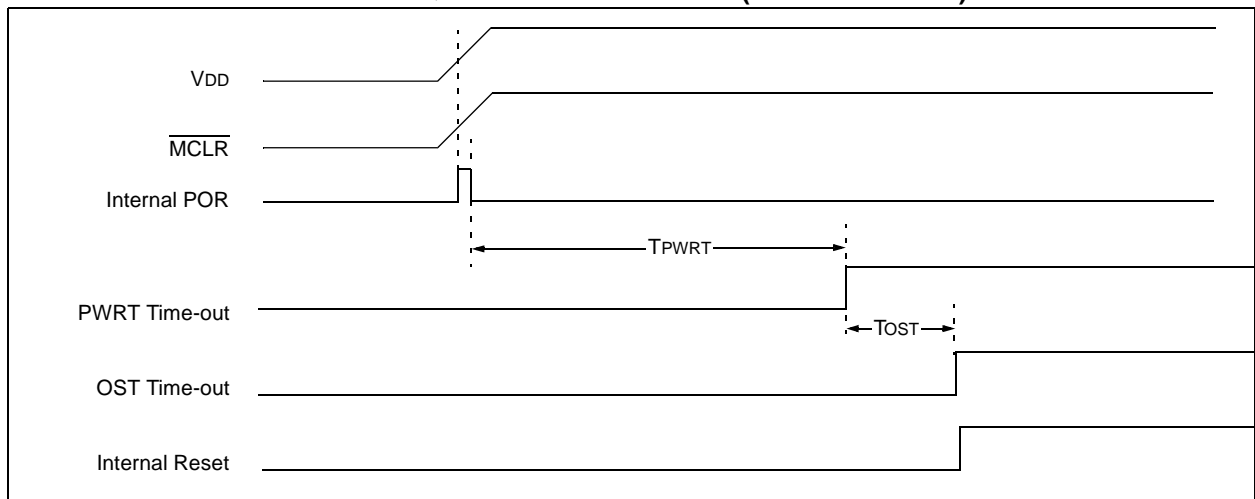 VDD
MCLR
Internal POR
TPWRT
PWRT Time-out
TOST
OST Time-out
Internal Reset